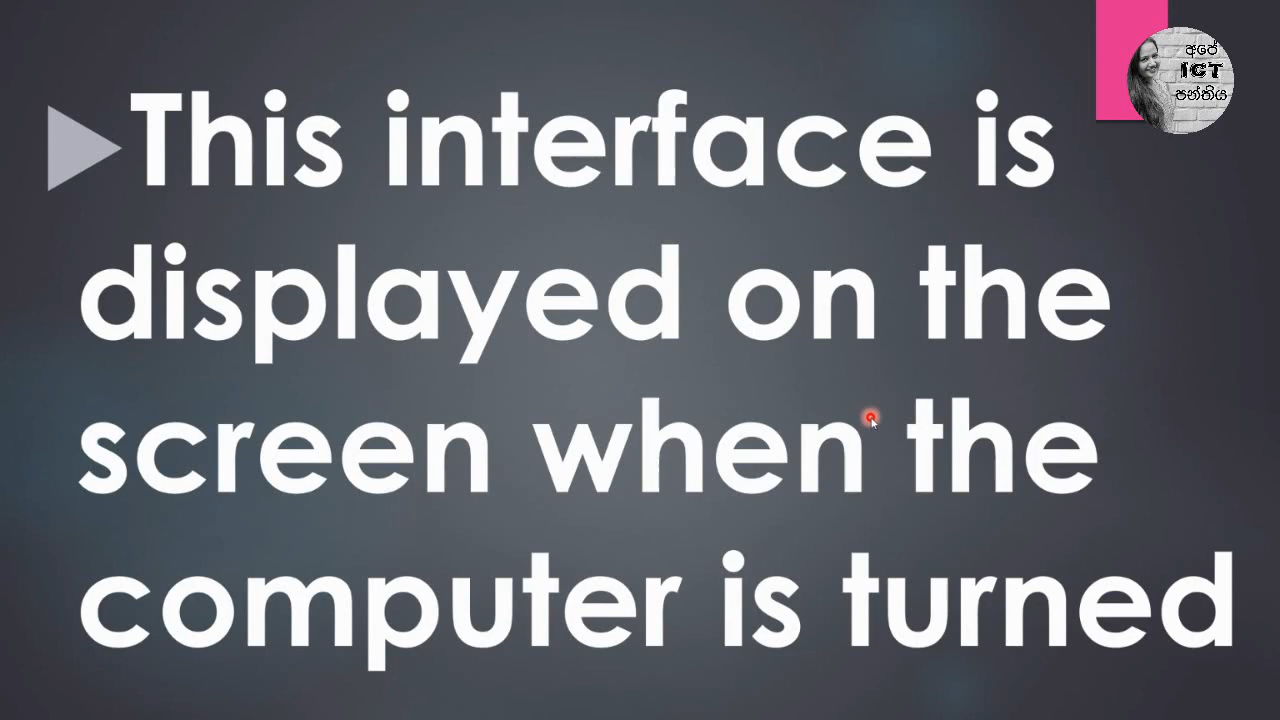 අපේ
ICT
පන්තිය
This interface is
displayed on the
screen when the
computer is turned